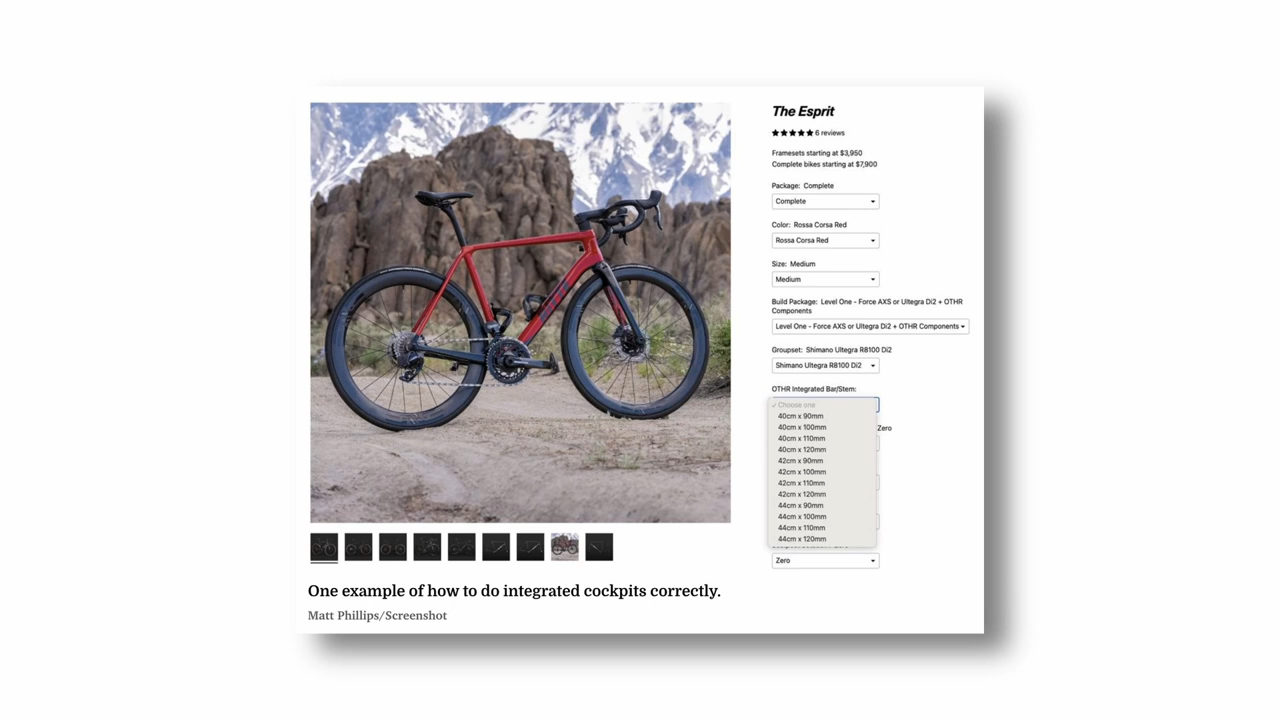 The Esprit
6 reviews
Framesets starting at $3,950
Complete bikes starting at $7,900
Package: Complete
Complete
Color: Rossa Corsa Red
Rossa Corsa Red
Size: Medium
Medium
Build Package: Level One - Force AXS or Ultegra Di2 + OTHR
Components
Level One - Force AXS or Ultegra Di2 + OTHR Components
Groupset: Shimano Ultegra R8100 Di2
Shimano Ultegra R8100 Di2
OTHR Integrated Bar/Stem:
✓ Choose one
40cm x 90mm
40cm x 100mm
Zero
40cm x 110mm
40cm x 120mm
42cm x 90mm
42cm x 100mm
42cm x 110mm
42cm x 120mm
44cm x 90mm
44cm x 100mm
44cm x 110mm
44cm x 120mm
Zero
One example of how to do integrated cockpits correctly.
Matt Phillips/Screenshot